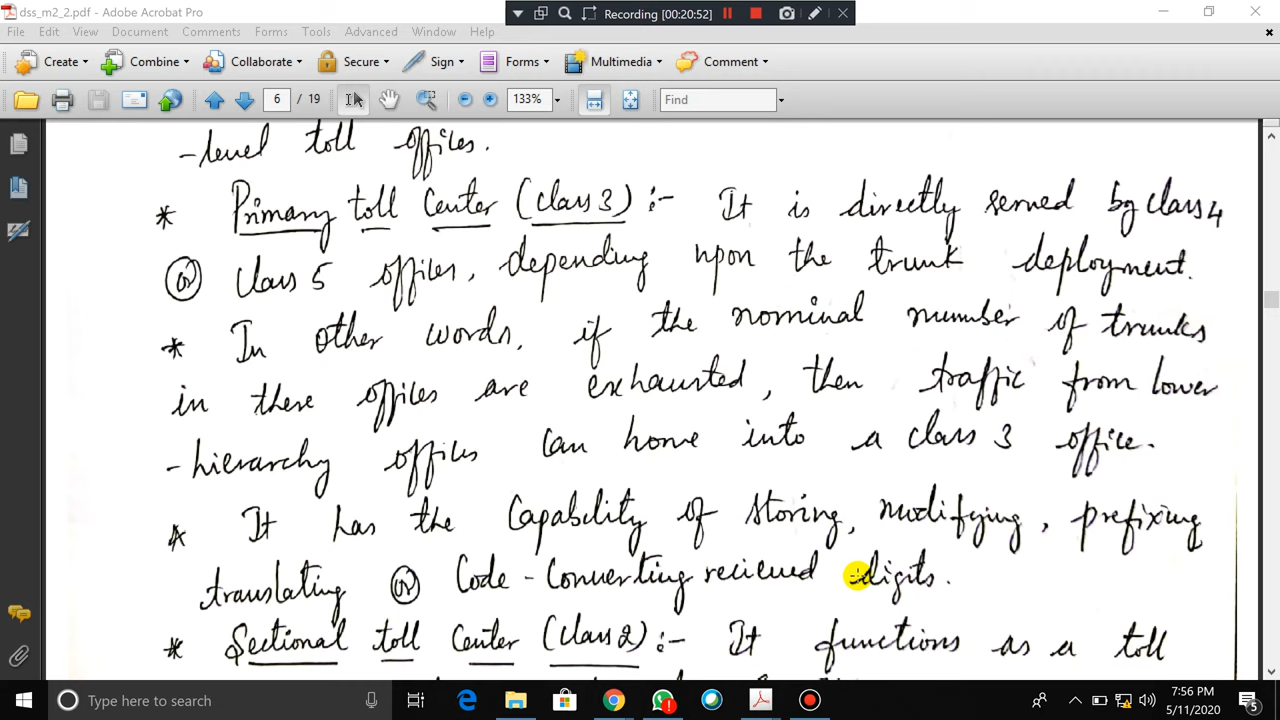 dss_m2_2.pdf - Adobe Acrobat Pro
Recording [00:20:52]
File Edit View Document Comments Forms Tools Advanced Window Help
Create Combine Collaborate Secure Sign Forms Multimedia Comment
6 / 19 133% Find
-level toll offices.
* Primary toll Center (class 3) :- It is directly served by class 4
(or) class 5 offices, depending upon the trunk deployment.
* In other words, if the nominal number of trunks
in these offices are exhausted, then traffic from lower
-hierarchy offices can home into a class 3 office.
* It has the Capability of storing, modifying, prefixing
translating (or) Code-Converting recieved digits.
* Sectional toll Center (class 2) :- It functions as a toll
Type here to search
7:56 PM
5/11/2020
5